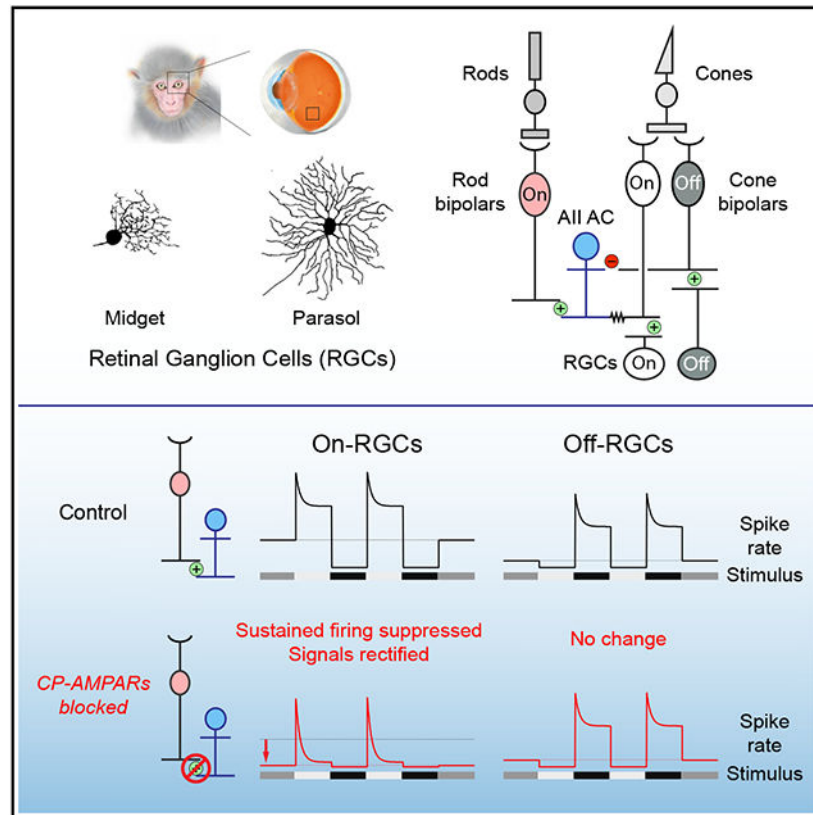 Rods
Cones
On
On
Off
Rod
bipolars
Cone
bipolars
AII AC
Midget
Parasol
Retinal Ganglion Cells (RGCs)
RGCs
On
Off
On-RGCs
Off-RGCs
Control
Spike
rate
Stimulus
Sustained firing suppressed
Signals rectified
No change
CP-AMPARs
blocked
Spike
rate
Stimulus